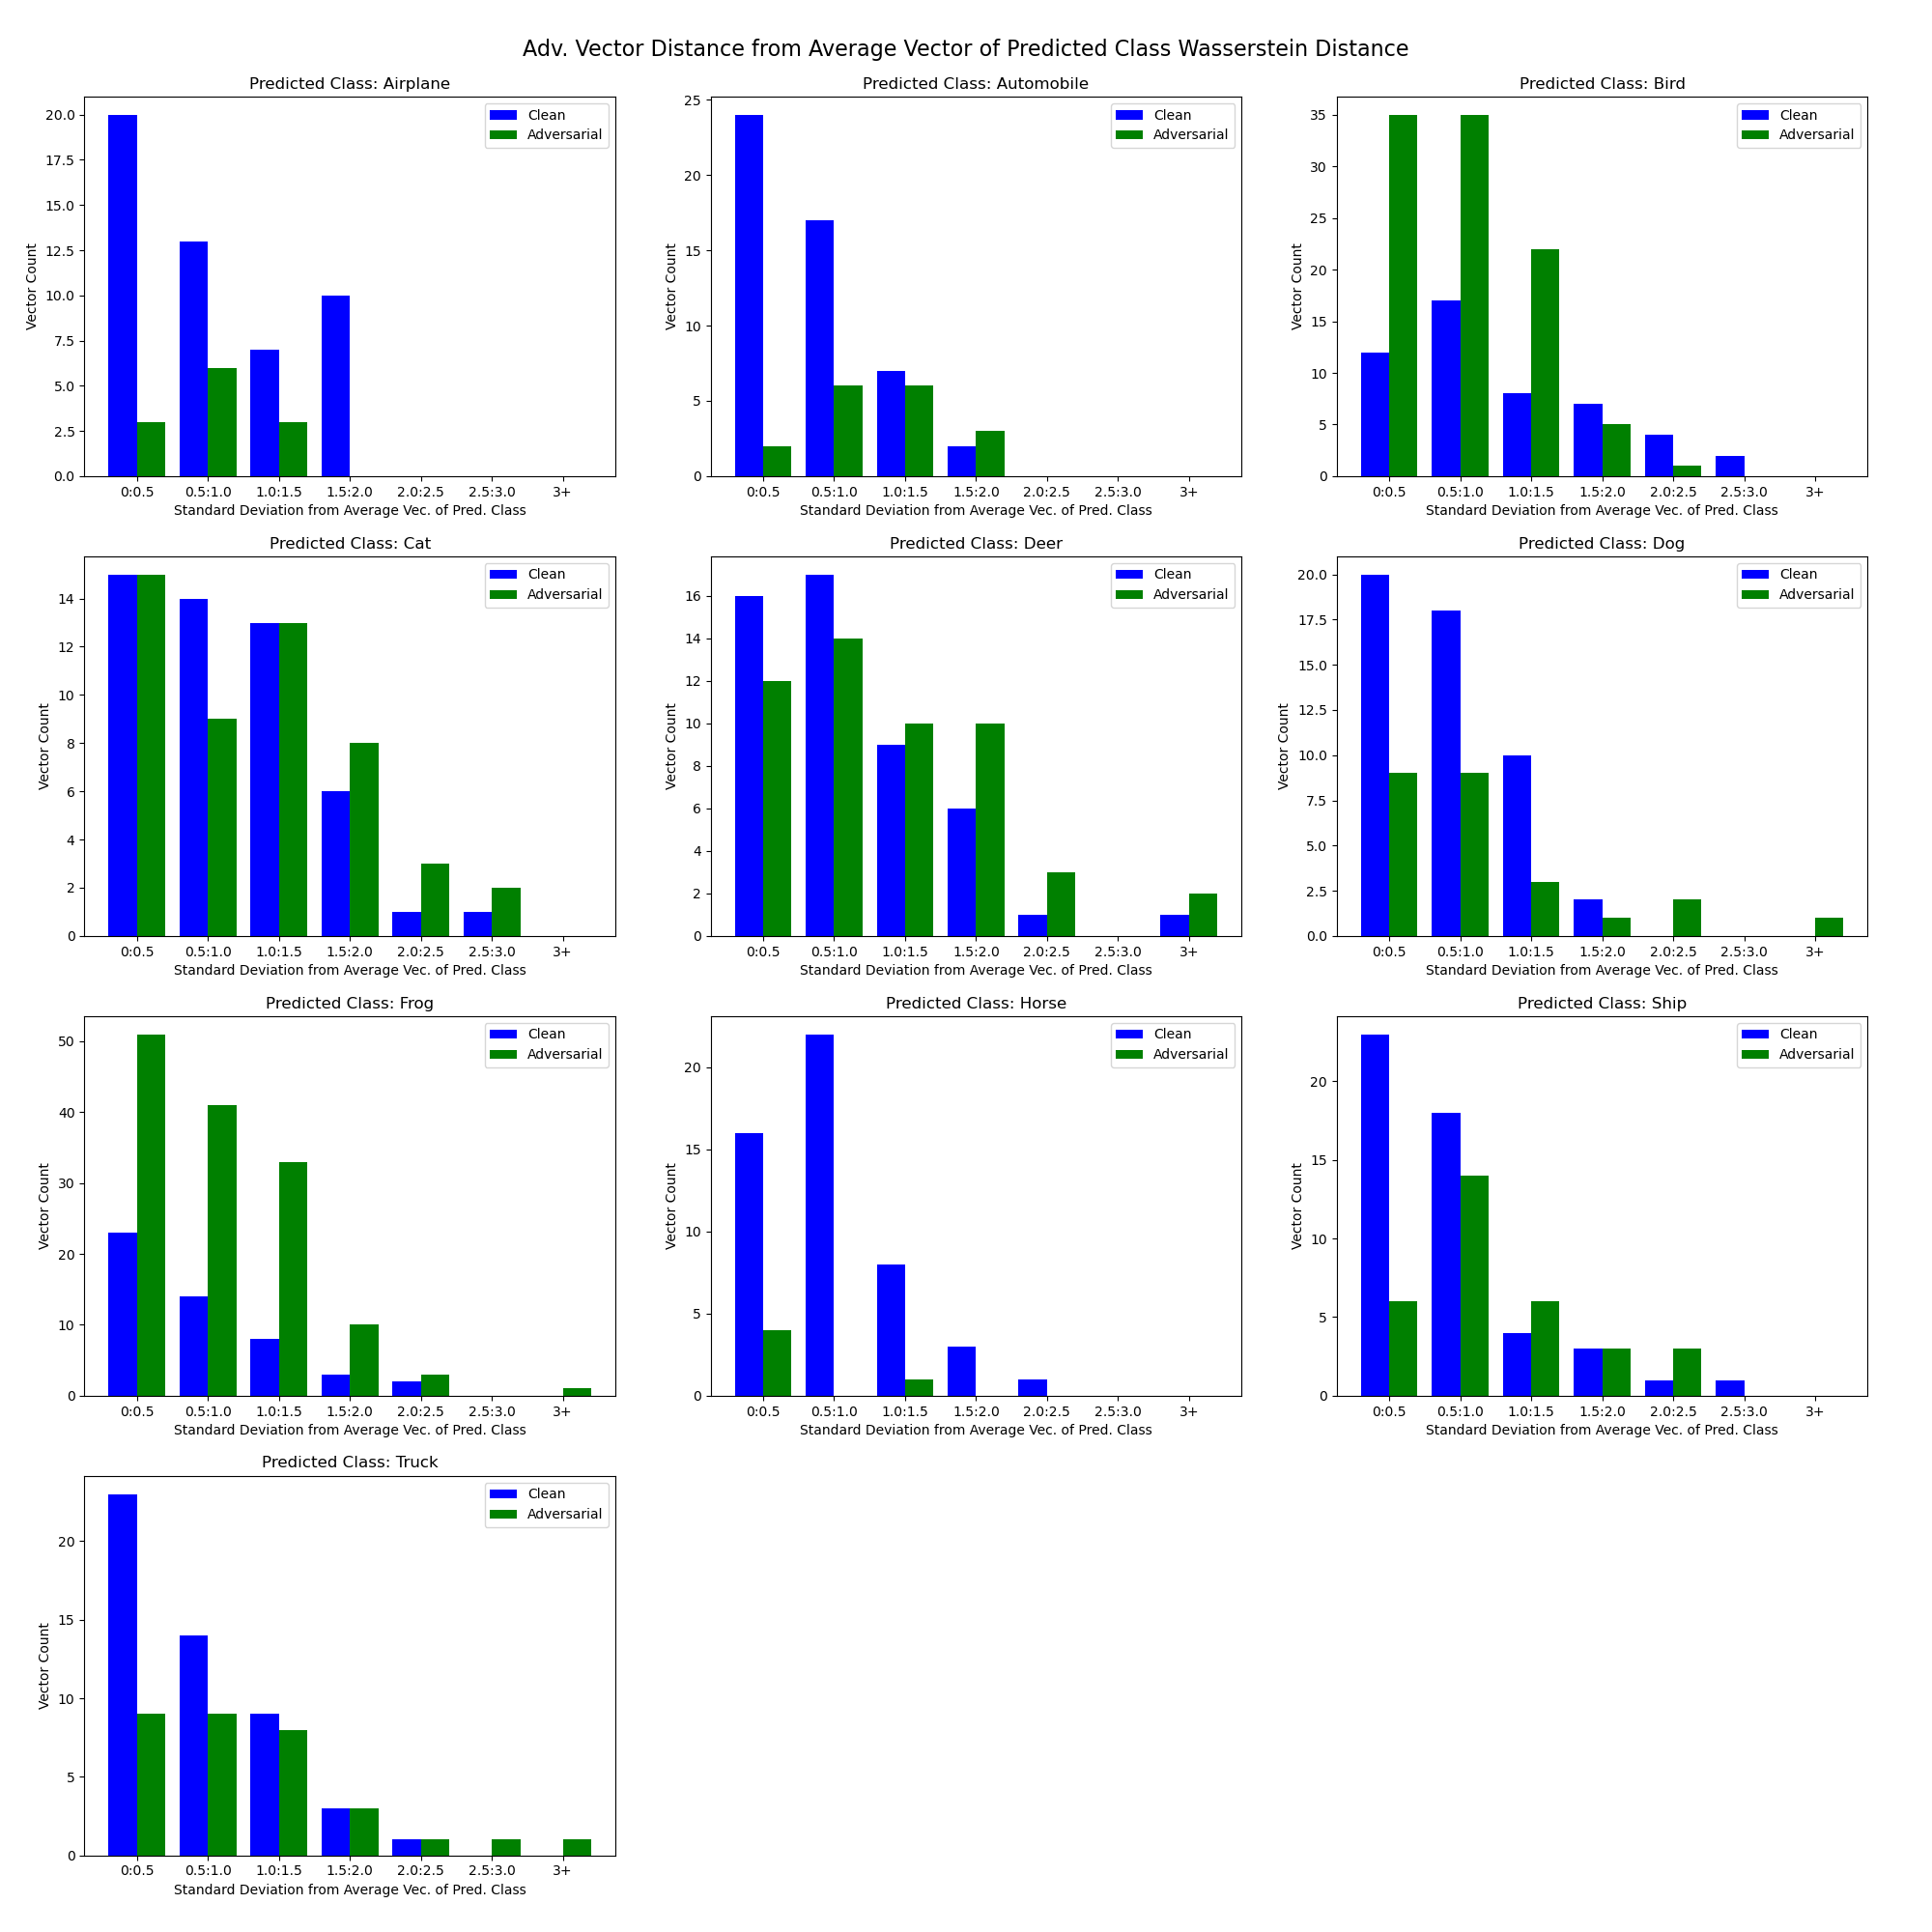 Adv. Vector Distance from Average Vector of Predicted Class Wasserstein Distance
Predicted Class: Airplane
Vector Count
20.0
17.5
15.0
12.5
10.0
7.5
5.0
2.5
0.0
Clean
Adversarial
0:0.5 0.5:1.0 1.0:1.5 1.5:2.0 2.0:2.5 2.5:3.0 3+
Standard Deviation from Average Vec. of Pred. Class
Predicted Class: Automobile
Vector Count
25
20
15
10
5
0
Clean
Adversarial
0:0.5 0.5:1.0 1.0:1.5 1.5:2.0 2.0:2.5 2.5:3.0 3+
Standard Deviation from Average Vec. of Pred. Class
Predicted Class: Bird
Vector Count
35
30
25
20
15
10
5
0
Clean
Adversarial
0:0.5 0.5:1.0 1.0:1.5 1.5:2.0 2.0:2.5 2.5:3.0 3+
Standard Deviation from Average Vec. of Pred. Class
Predicted Class: Cat
Vector Count
14
12
10
8
6
4
2
0
Clean
Adversarial
0:0.5 0.5:1.0 1.0:1.5 1.5:2.0 2.0:2.5 2.5:3.0 3+
Standard Deviation from Average Vec. of Pred. Class
Predicted Class: Deer
Vector Count
16
14
12
10
8
6
4
2
0
Clean
Adversarial
0:0.5 0.5:1.0 1.0:1.5 1.5:2.0 2.0:2.5 2.5:3.0 3+
Standard Deviation from Average Vec. of Pred. Class
Predicted Class: Dog
Vector Count
20.0
17.5
15.0
12.5
10.0
7.5
5.0
2.5
0.0
Clean
Adversarial
0:0.5 0.5:1.0 1.0:1.5 1.5:2.0 2.0:2.5 2.5:3.0 3+
Standard Deviation from Average Vec. of Pred. Class
Predicted Class: Frog
Vector Count
50
40
30
20
10
0
Clean
Adversarial
0:0.5 0.5:1.0 1.0:1.5 1.5:2.0 2.0:2.5 2.5:3.0 3+
Standard Deviation from Average Vec. of Pred. Class
Predicted Class: Horse
Vector Count
20
15
10
5
0
Clean
Adversarial
0:0.5 0.5:1.0 1.0:1.5 1.5:2.0 2.0:2.5 2.5:3.0 3+
Standard Deviation from Average Vec. of Pred. Class
Predicted Class: Ship
Vector Count
20
15
10
5
0
Clean
Adversarial
0:0.5 0.5:1.0 1.0:1.5 1.5:2.0 2.0:2.5 2.5:3.0 3+
Standard Deviation from Average Vec. of Pred. Class
Predicted Class: Truck
Vector Count
20
15
10
5
0
Clean
Adversarial
0:0.5 0.5:1.0 1.0:1.5 1.5:2.0 2.0:2.5 2.5:3.0 3+
Standard Deviation from Average Vec. of Pred. Class